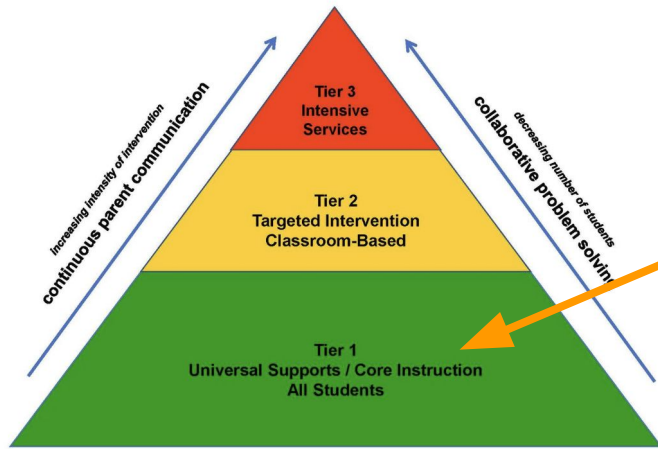 Tier 3
Intensive
Services
increasing intensity of intervention
continuous parent communication
decreasing number of students
collaborative problem solving
Tier 2
Targeted Intervention
Classroom-Based
Tier 1
Universal Supports / Core Instruction
All Students